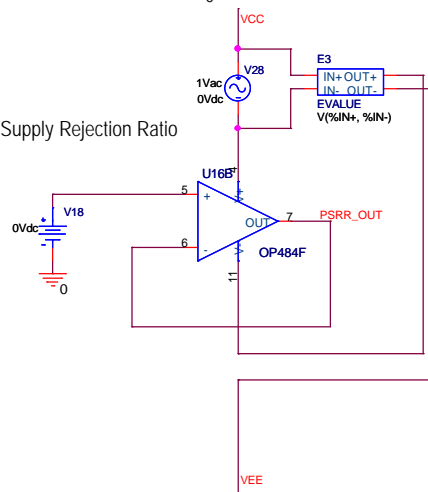 VCC
V28
1Vac
0Vdc
E3
IN+ OUT+
IN- OUT-
EVALUE
V(%IN+, %IN-)
Supply Rejection Ratio
U16B
4
V+
5
+
V18
0Vdc
0
OUT
7
PSRR_OUT
6
-
V-
OP484F
11
VEE